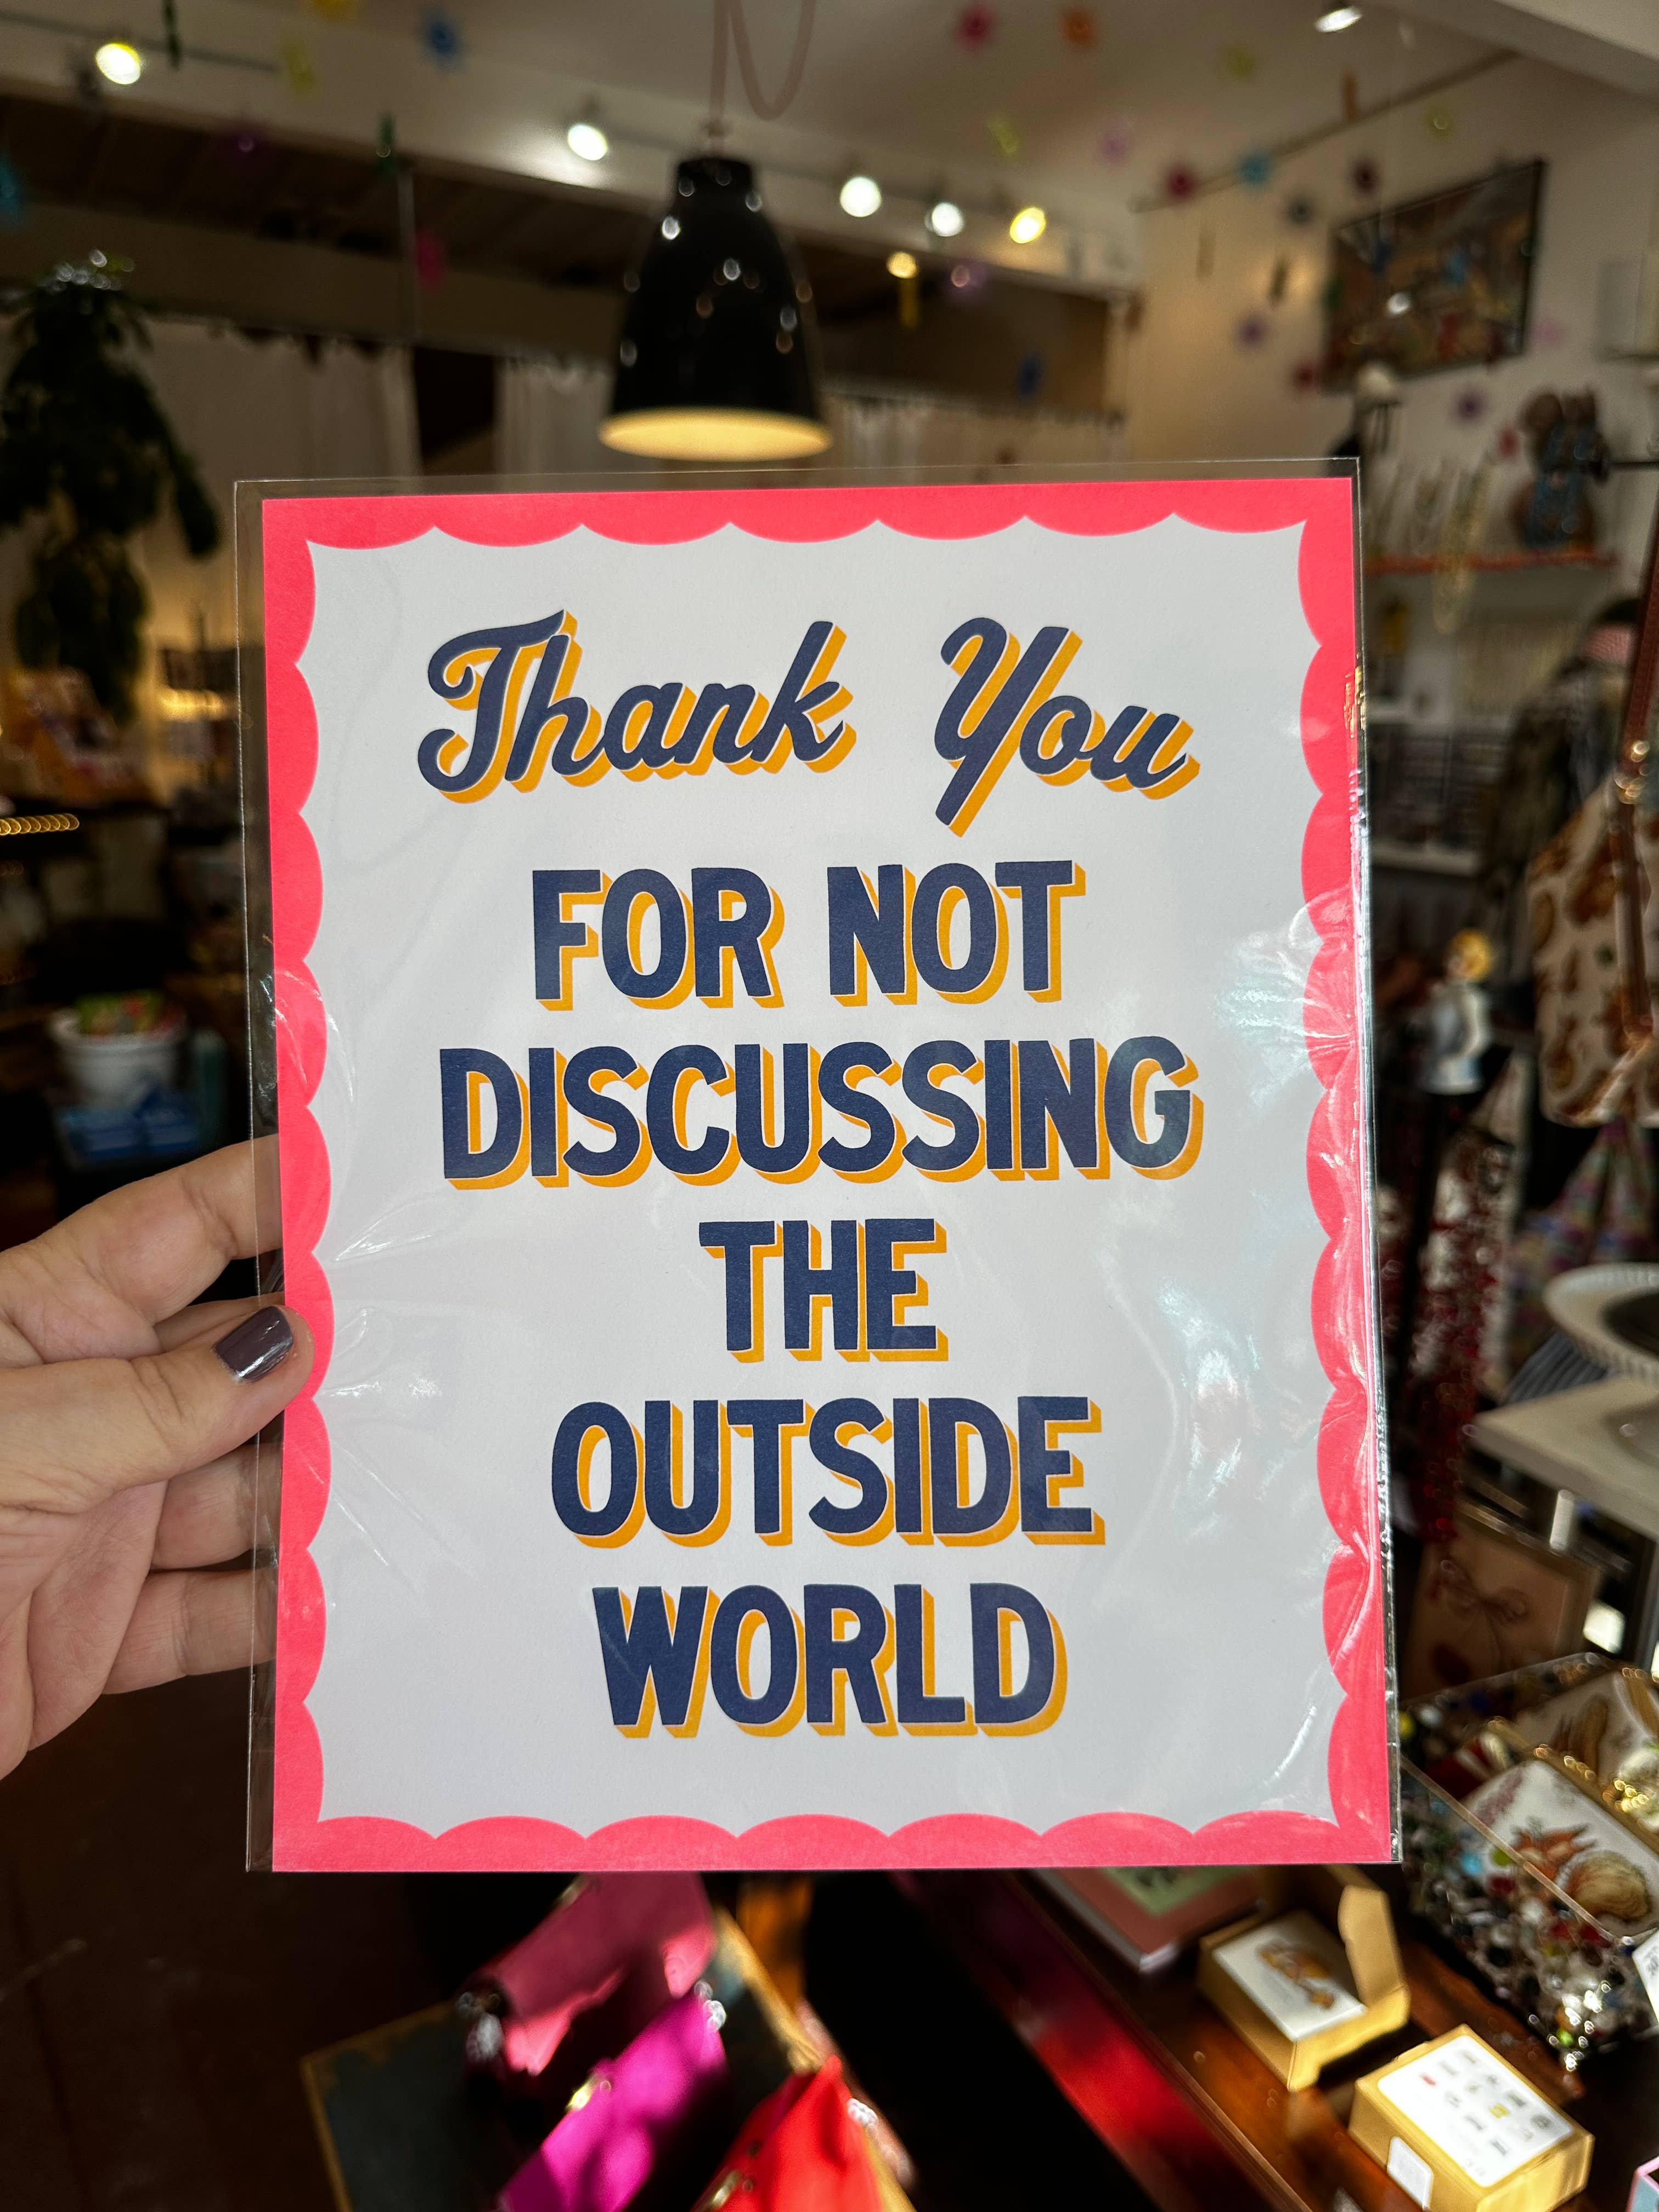 Thank You
FOR NOT
DISCUSSING
THE
OUTSIDE
WORLD